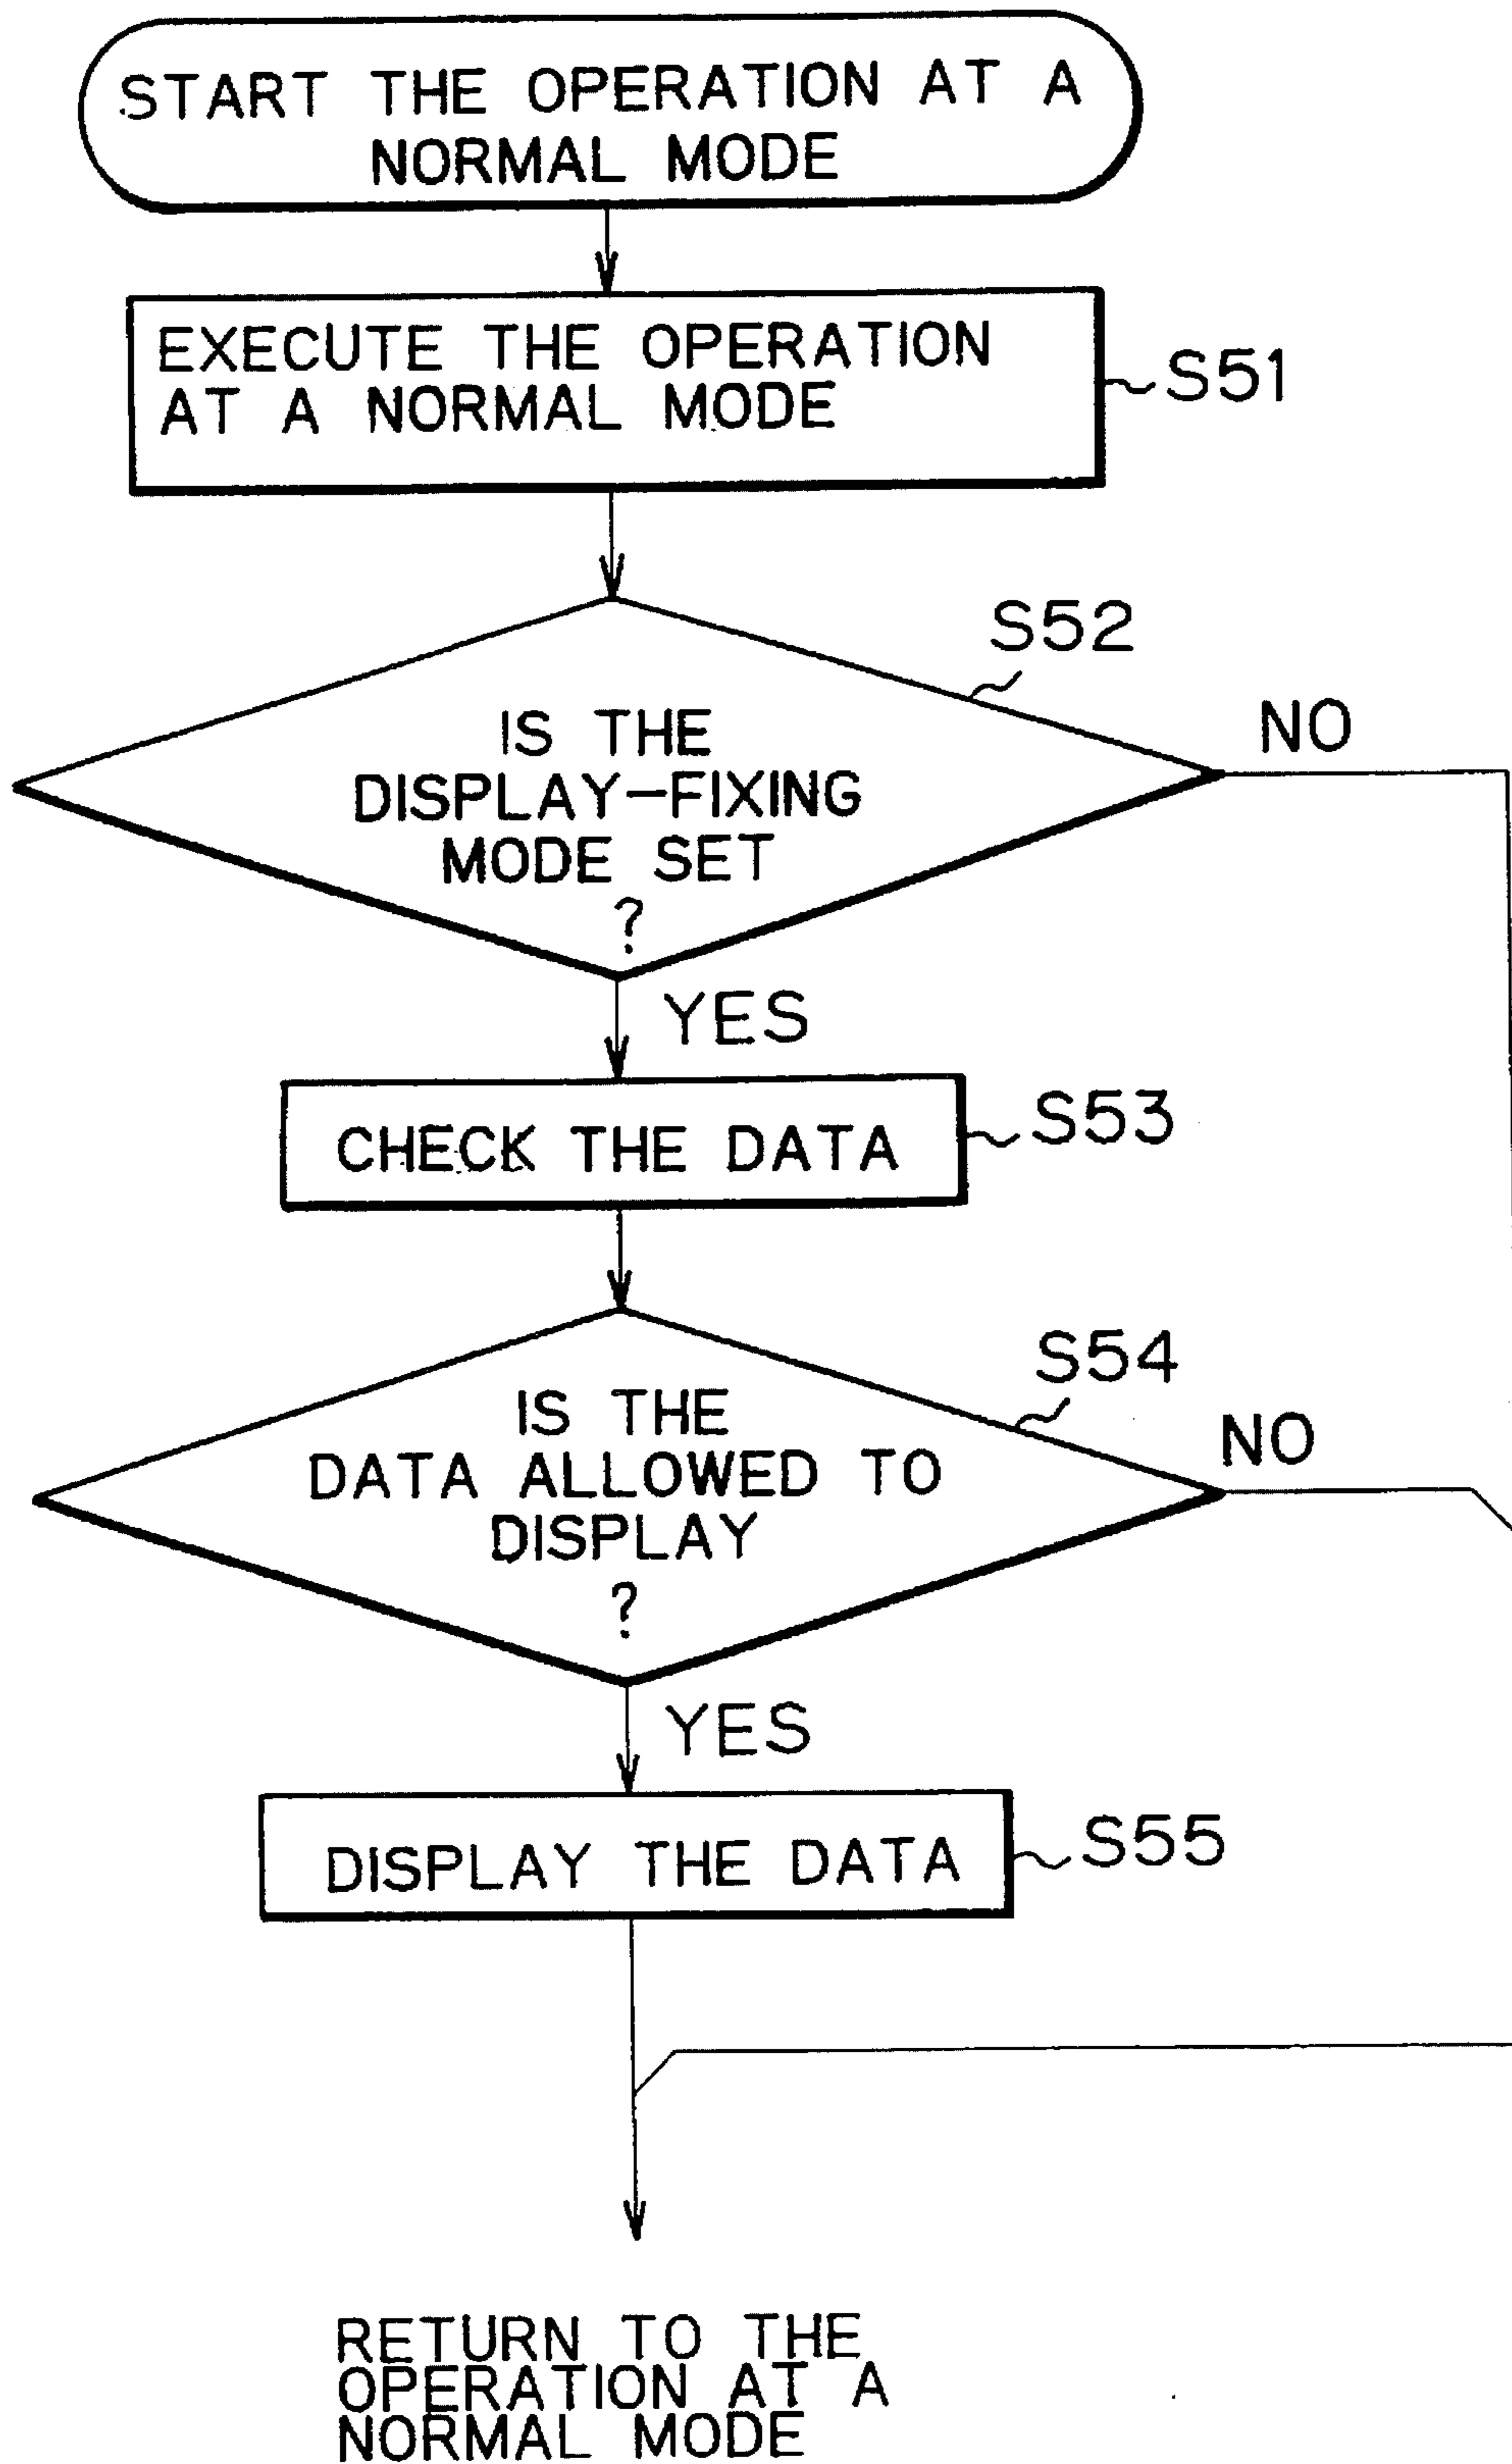 START THE OPERATION AT A
NORMAL MODE
EXECUTE THE OPERATION
AT A NORMAL MODE
S51
S52
IS THE
DISPLAY-FIXING
MODE SET
?
NO
YES
CHECK THE DATA
S53
S54
IS THE
DATA ALLOWED TO
DISPLAY
?
NO
YES
DISPLAY THE DATA
S55
RETURN TO THE
OPERATION AT A
NORMAL MODE